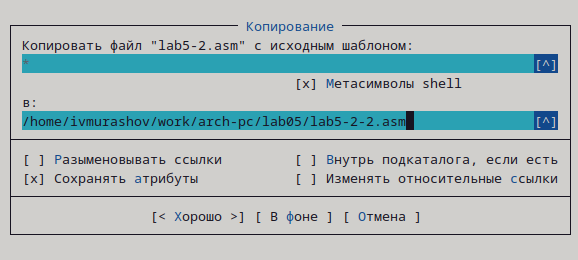 Копирование
Копировать файл "lab5-2.asm" с исходным шаблоном:
* [^]
[x] Метасимволы shell
в:
/home/ivmurashov/work/arch-pc/lab05/lab5-2-2.asm [^]
[ ] Разыменовывать ссылки [ ] Внутрь подкаталога, если есть
[x] Сохранять атрибуты [ ] Изменять относительные ссылки
[< Хорошо >] [ В фоне ] [ Отмена ]